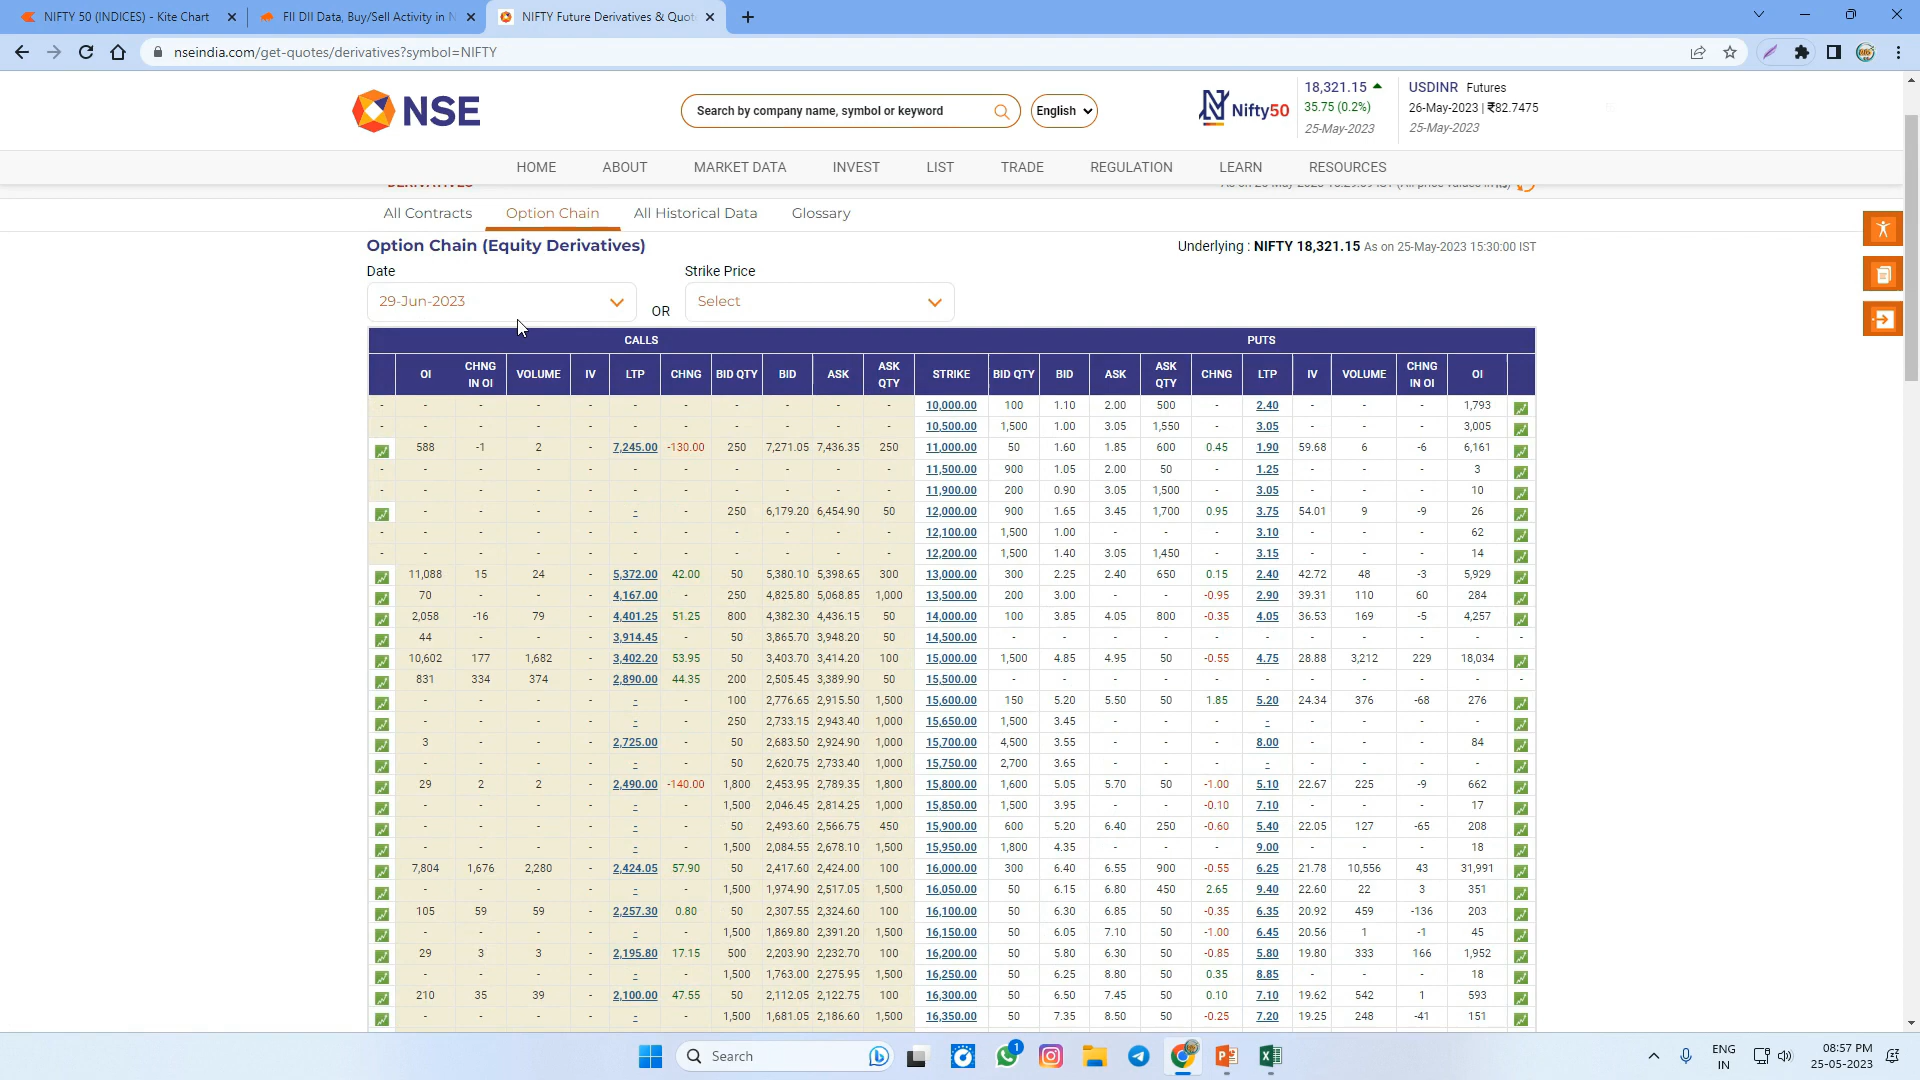 NIFTY 50 (INDICES) - Kite Chart
FII DII Data, Buy/Sell Activity in N
NIFTY Future Derivatives & Quot
nseindia.com/get-quotes/derivatives?symbol=NIFTY
NSE
Search by company name, symbol or keyword
English
Nifty50
18,321.15
35.75 (0.2%)
25-May-2023
USDINR Futures
26-May-2023 | ₹82.7475
25-May-2023
HOME ABOUT MARKET DATA INVEST LIST TRADE REGULATION LEARN RESOURCES
All Contracts Option Chain All Historical Data Glossary
Option Chain (Equity Derivatives)
Underlying : NIFTY 18,321.15 As on 25-May-2023 15:30:00 IST
Date
Strike Price
29-Jun-2023
OR
Select
CALLS PUTS
OI CHNG IN OI VOLUME IV LTP CHNG BID QTY BID ASK ASK QTY STRIKE BID QTY BID ASK ASK QTY CHNG LTP IV VOLUME CHNG IN OI OI
- - - - - - - - - - - 10,000.00 100 1.10 2.00 500 - 2.40 - - - 1,793
- - - - - - - - - - - 10,500.00 1,500 1.00 3.05 1,550 - 3.05 - - - 3,005
588 -1 2 - 7,245.00 -130.00 250 7,271.05 7,436.35 250 11,000.00 50 1.60 1.85 600 0.45 1.90 59.68 6 -6 6,161
- - - - - - - - - - - 11,500.00 900 1.05 2.00 50 - 1.25 - - - 3
- - - - - - - - - - - 11,900.00 200 0.90 3.05 1,500 - 3.05 - - - 10
- - - - - - 250 6,179.20 6,454.90 50 12,000.00 900 1.65 3.45 1,700 0.95 3.75 54.01 9 -9 26
- - - - - - - - - - - 12,100.00 1,500 1.00 - - - 3.10 - - - 62
- - - - - - - - - - - 12,200.00 1,500 1.40 3.05 1,450 - 3.15 - - - 14
11,088 15 24 - 5,372.00 42.00 50 5,380.10 5,398.65 300 13,000.00 300 2.25 2.40 650 0.15 2.40 42.72 48 -3 5,929
70 - - - 4,167.00 - 250 4,825.80 5,068.85 1,000 13,500.00 200 3.00 - - -0.95 2.90 39.31 110 60 284
2,058 -16 79 - 4,401.25 51.25 800 4,382.30 4,436.15 50 14,000.00 100 3.85 4.05 800 -0.35 4.05 36.53 169 -5 4,257
44 - - - 3,914.45 - 50 3,865.70 3,948.20 50 14,500.00 - - - - - - - - - - -
10,602 177 1,682 - 3,402.20 53.95 50 3,403.70 3,414.20 100 15,000.00 1,500 4.85 4.95 50 -0.55 4.75 28.88 3,212 229 18,034
831 334 374 - 2,890.00 44.35 200 2,505.45 3,389.90 50 15,500.00 - - - - - - - - - - -
- - - - - - 100 2,776.65 2,915.50 1,500 15,600.00 150 5.20 5.50 50 1.85 5.20 24.34 376 -68 276
- - - - - - 250 2,733.15 2,943.40 1,000 15,650.00 1,500 3.45 - - - - - - - -
3 - - - 2,725.00 - 50 2,683.50 2,924.90 1,000 15,700.00 4,500 3.55 - - - 8.00 - - - 84
- - - - - - 50 2,620.75 2,733.40 1,000 15,750.00 2,700 3.65 - - - - - - - -
29 2 2 - 2,490.00 -140.00 1,800 2,453.95 2,789.35 1,800 15,800.00 1,600 5.05 5.70 50 -1.00 5.10 22.67 225 -9 662
- - - - - - 1,500 2,046.45 2,814.25 1,000 15,850.00 1,500 3.95 - - -0.10 7.10 - - - 17
- - - - - - 50 2,493.60 2,566.75 450 15,900.00 600 5.20 6.40 250 -0.60 5.40 22.05 127 -65 208
- - - - - - 1,500 2,084.55 2,678.10 1,500 15,950.00 1,800 4.35 - - - 9.00 - - - 18
7,804 1,676 2,280 - 2,424.05 57.90 50 2,417.60 2,424.00 100 16,000.00 300 6.40 6.55 900 -0.55 6.25 21.78 10,556 43 31,991
- - - - - - 1,500 1,974.90 2,517.05 1,500 16,050.00 50 6.15 6.80 450 2.65 9.40 22.60 22 3 351
105 59 59 - 2,257.30 0.80 50 2,307.55 2,324.60 100 16,100.00 50 6.30 6.85 50 -0.35 6.35 20.92 459 -136 203
- - - - - - 1,500 1,869.80 2,391.20 1,500 16,150.00 50 6.05 7.10 50 -1.00 6.45 20.56 1 -1 45
29 3 3 - 2,195.80 17.15 500 2,203.90 2,232.70 100 16,200.00 50 5.80 6.30 50 -0.85 5.80 19.80 333 166 1,952
- - - - - - 1,500 1,763.00 2,275.95 1,500 16,250.00 50 6.25 8.80 50 0.35 8.85 - - - 18
210 35 39 - 2,100.00 47.55 50 2,112.05 2,122.75 100 16,300.00 50 6.50 7.45 50 0.10 7.10 19.62 542 1 593
- - - - - - 1,500 1,681.05 2,186.60 1,500 16,350.00 50 7.35 8.50 50 -0.25 7.20 19.25 248 -41 151
Search
1
ENG
IN
08:57 PM
25-05-2023